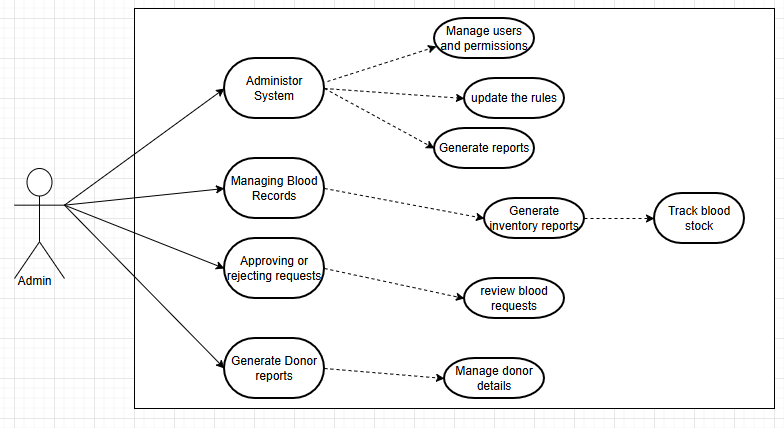 Manage users
and permissions
Administor
System
update the rules
Generate reports
Managing Blood
Records
Generate
inventory reports
Track blood
stock
Approving or
rejecting requests
review blood
requests
Admin
Generate Donor
reports
Manage donor
details